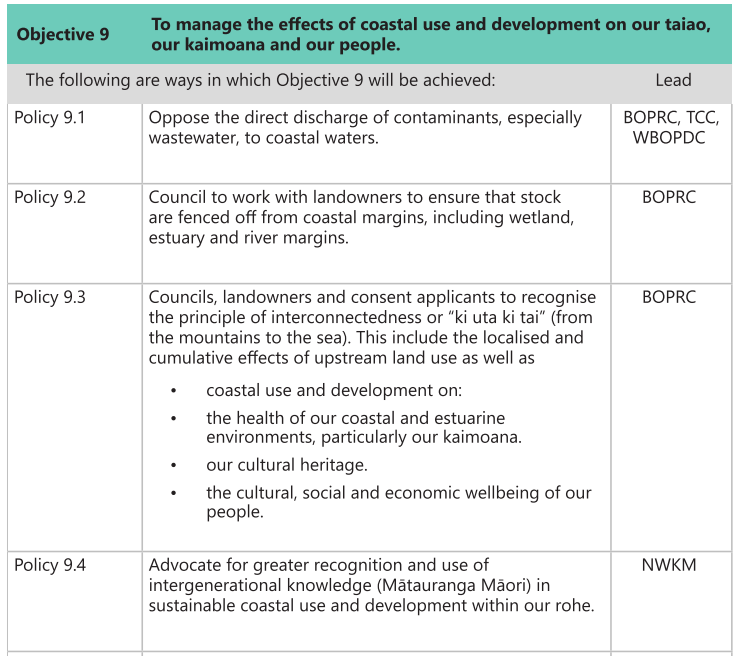 Objective 9
To manage the effects of coastal use and development on our taiao,
our kaimoana and our people.
The following are ways in which Objective 9 will be achieved:
Lead
Policy 9.1
Oppose the direct discharge of contaminants, especially
wastewater, to coastal waters.
BOPRC, TCC,
WBOPDC
Policy 9.2
Council to work with landowners to ensure that stock
are fenced off from coastal margins, including wetland,
estuary and river margins.
BOPRC
Policy 9.3
Councils, landowners and consent applicants to recognise
the principle of interconnectedness or “ki uta ki tai” (from
the mountains to the sea). This include the localised and
cumulative effects of upstream land use as well as
• coastal use and development on:
• the health of our coastal and estuarine
environments, particularly our kaimoana.
• our cultural heritage.
• the cultural, social and economic wellbeing of our
people.
BOPRC
Policy 9.4
Advocate for greater recognition and use of
intergenerational knowledge (Mātauranga Māori) in
sustainable coastal use and development within our rohe.
NWKM